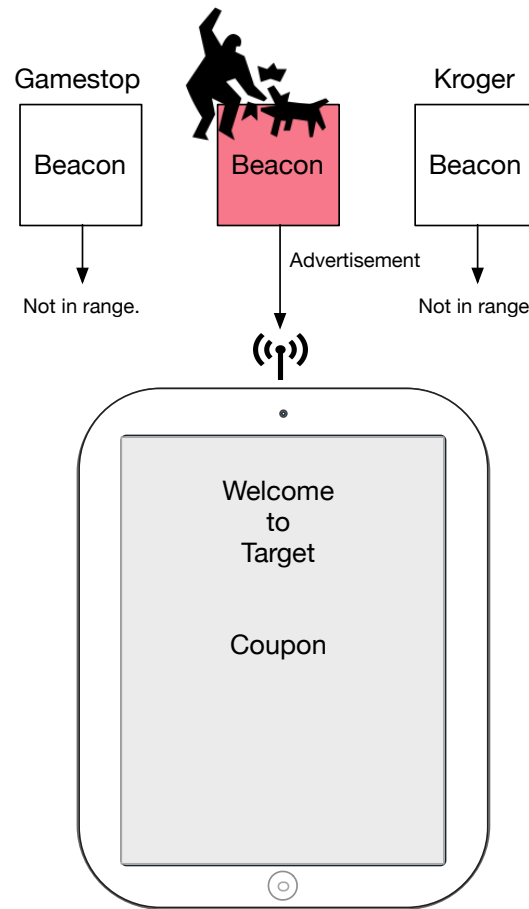 Gamestop
Kroger
Beacon
Beacon
Beacon
Advertisement
Not in range.
Not in range
Welcome
to
Target
Coupon